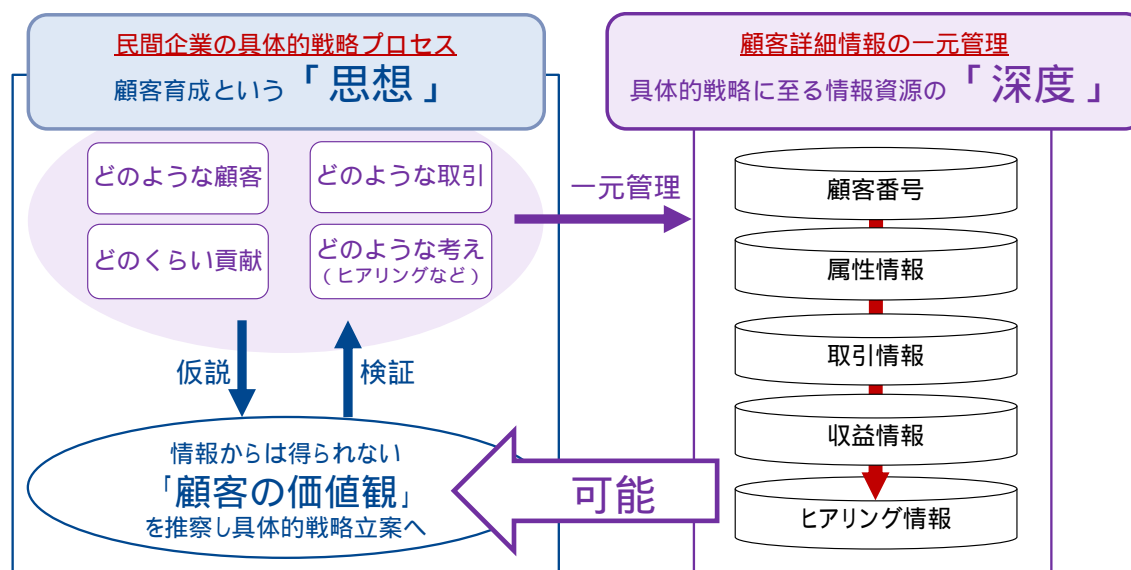 民間企業の具体的戦略プロセス
顧客育成という「思想」
どのような顧客
どのような取引
どのくらい貢献
どのような考え
(ヒアリングなど)
仮説
検証
情報からは得られない
「顧客の価値観」
を推察し具体的戦略立案へ
一元管理
可能
顧客詳細情報の一元管理
具体的戦略に至る情報資源の「深度」
顧客番号
属性情報
取引情報
収益情報
ヒアリング情報